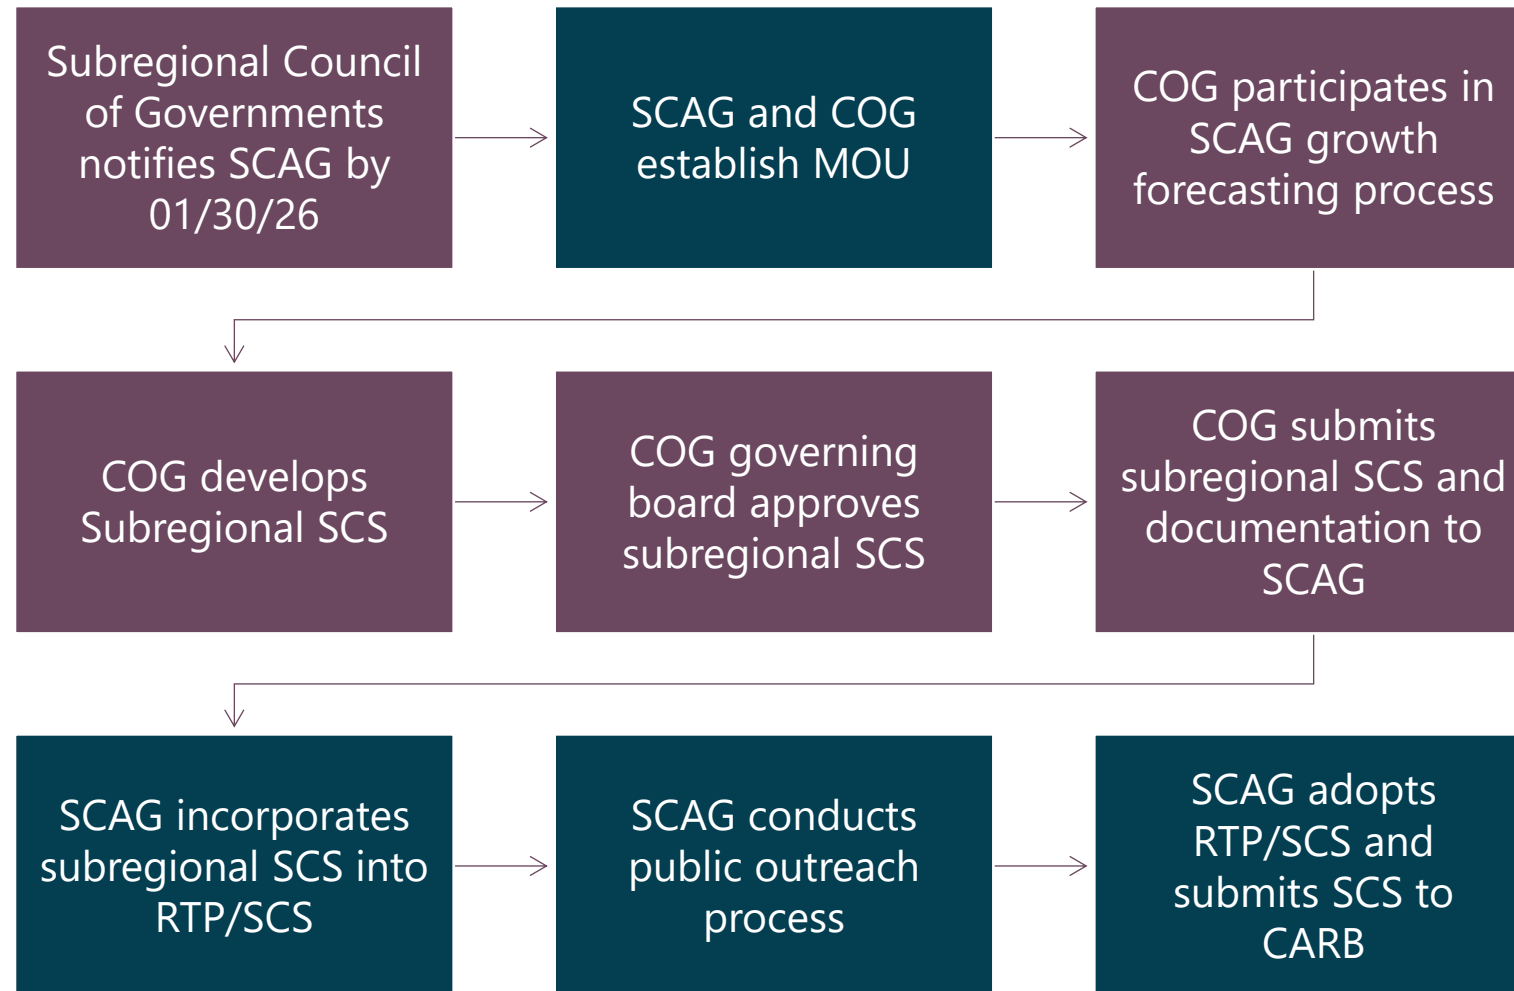 Subregional Council
of Governments
notifies SCAG by
01/30/26
SCAG and COG
establish MOU
COG participates in
SCAG growth
forecasting process
COG develops
Subregional SCS
COG governing
board approves
subregional SCS
COG submits
subregional SCS and
documentation to
SCAG
SCAG incorporates
subregional SCS into
RTP/SCS
SCAG conducts
public outreach
process
SCAG adopts
RTP/SCS and
submits SCS to
CARB